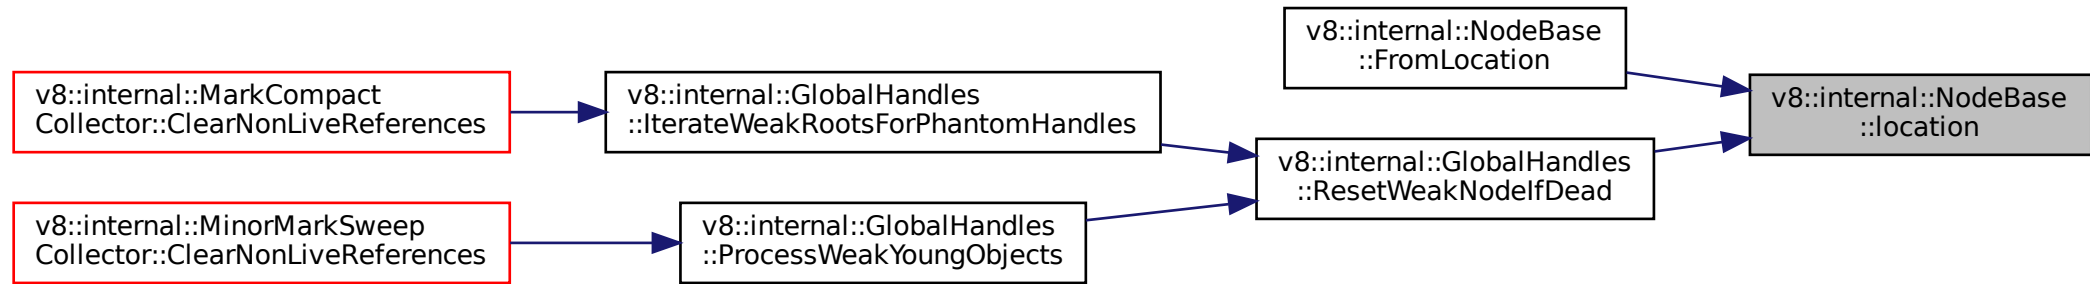 v8::internal::MarkCompact
Collector::ClearNonLiveReferences
v8::internal::MinorMarkSweep
Collector::ClearNonLiveReferences
v8::internal::GlobalHandles
::IterateWeakRootsForPhantomHandles
v8::internal::GlobalHandles
::ProcessWeakYoungObjects
v8::internal::NodeBase
::FromLocation
v8::internal::GlobalHandles
::ResetWeakNodeIfDead
v8::internal::NodeBase
::location